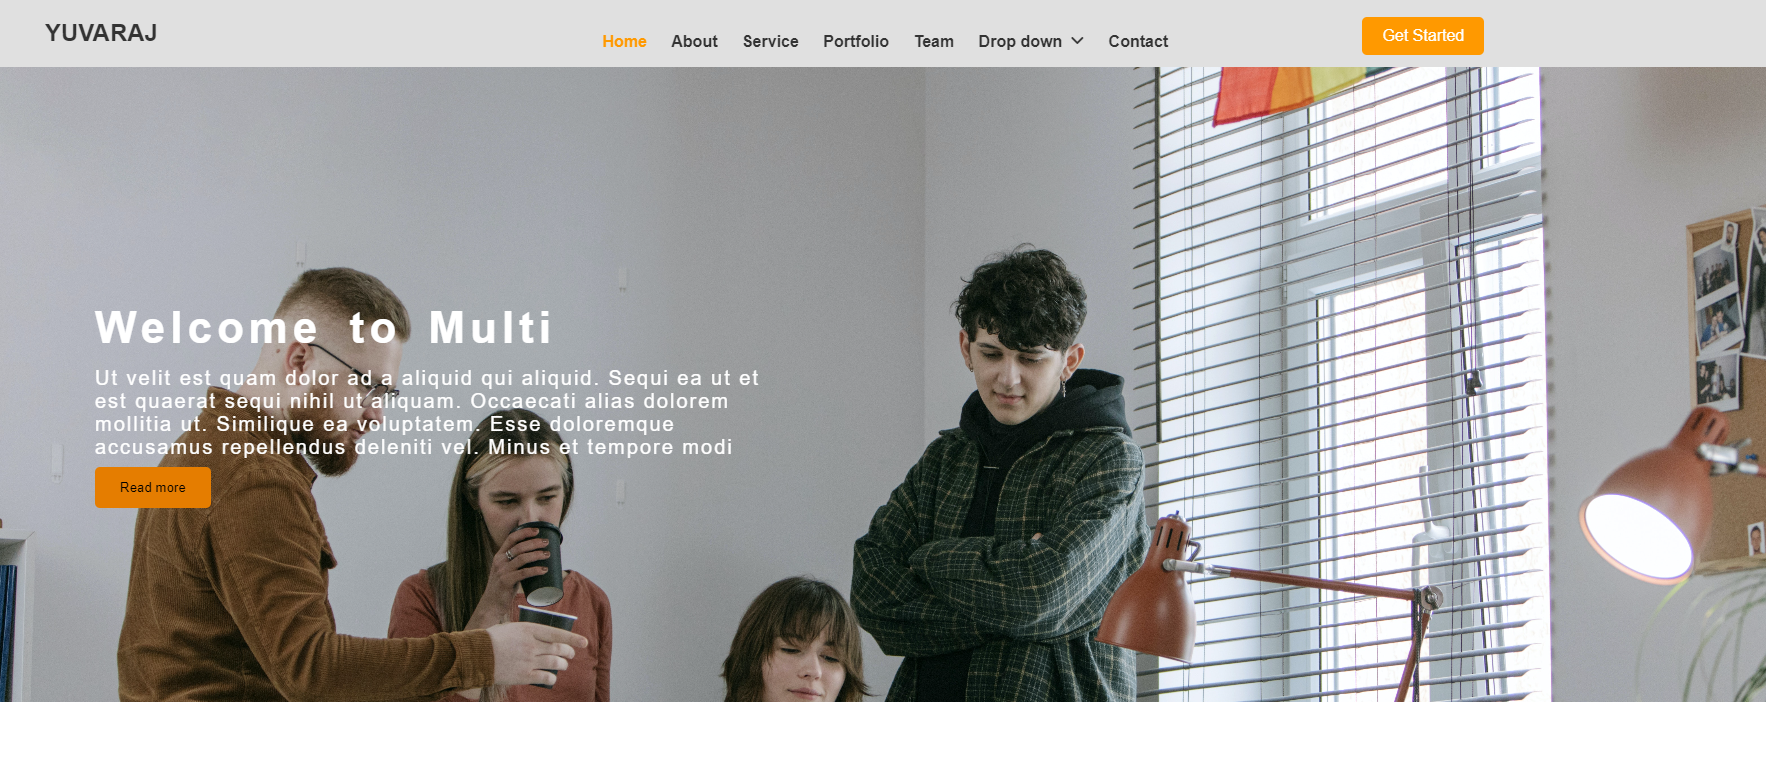 YUVARAJ
Home About Service Portfolio Team Drop down Contact
Get Started
Welcome to Multi
Ut velit est quam dolor ad a aliquid qui aliquid. Sequi ea ut et
est quaerat sequi nihil ut aliquam. Occaecati alias dolorem
mollitia ut. Similique ea voluptatem. Esse doloremque
accusamus repellendus deleniti vel. Minus et tempore modi
Read more